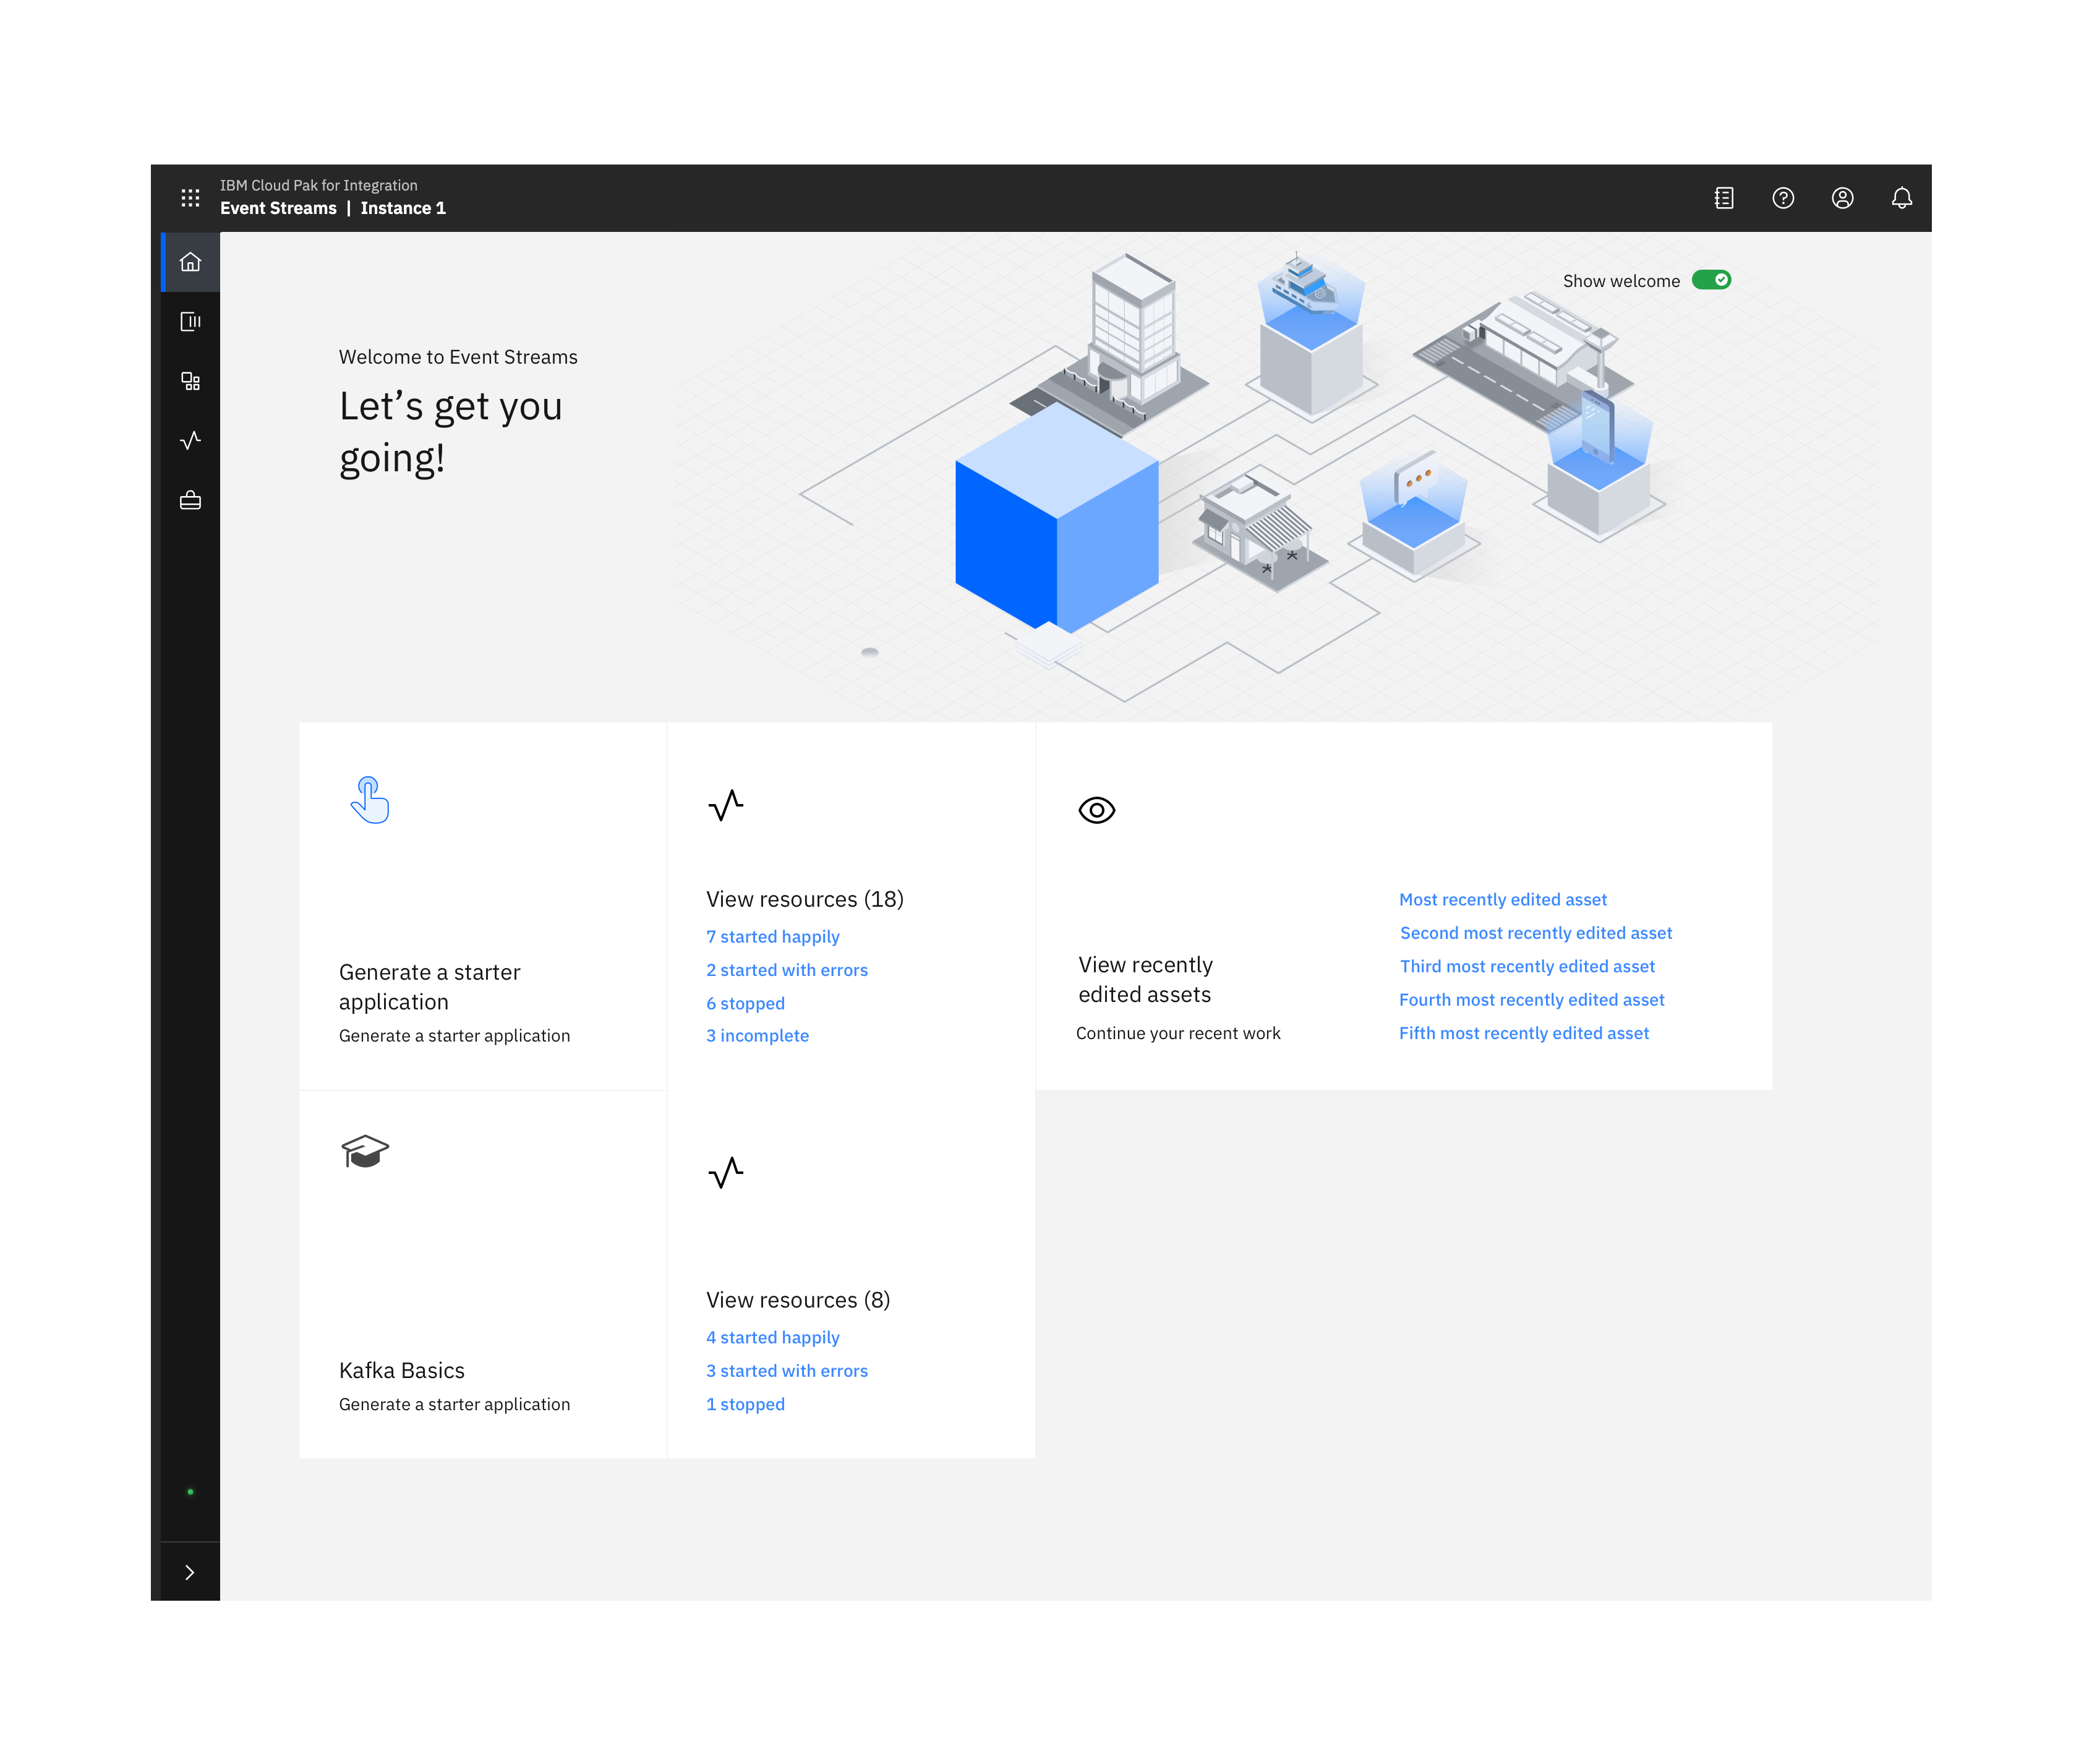 IBM Cloud Pak for Integration
Event Streams | Instance 1
Show welcome
Welcome to Event Streams
Let’s get you
going!
Generate a starter
application
Generate a starter application
View resources (18)
7 started happily
2 started with errors
6 stopped
3 incomplete
View recently
edited assets
Continue your recent work
Most recently edited asset
Second most recently edited asset
Third most recently edited asset
Fourth most recently edited asset
Fifth most recently edited asset
Kafka Basics
Generate a starter application
View resources (8)
4 started happily
3 started with errors
1 stopped